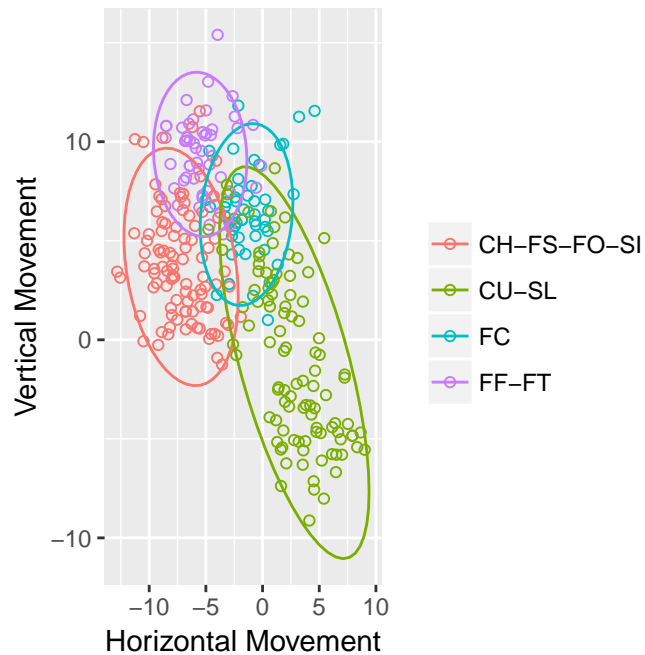 Vertical Movement
10
0
−10
−10
−5
0
5
10
Horizontal Movement
CH−FS−FO−SI
CU−SL
FC
FF−FT